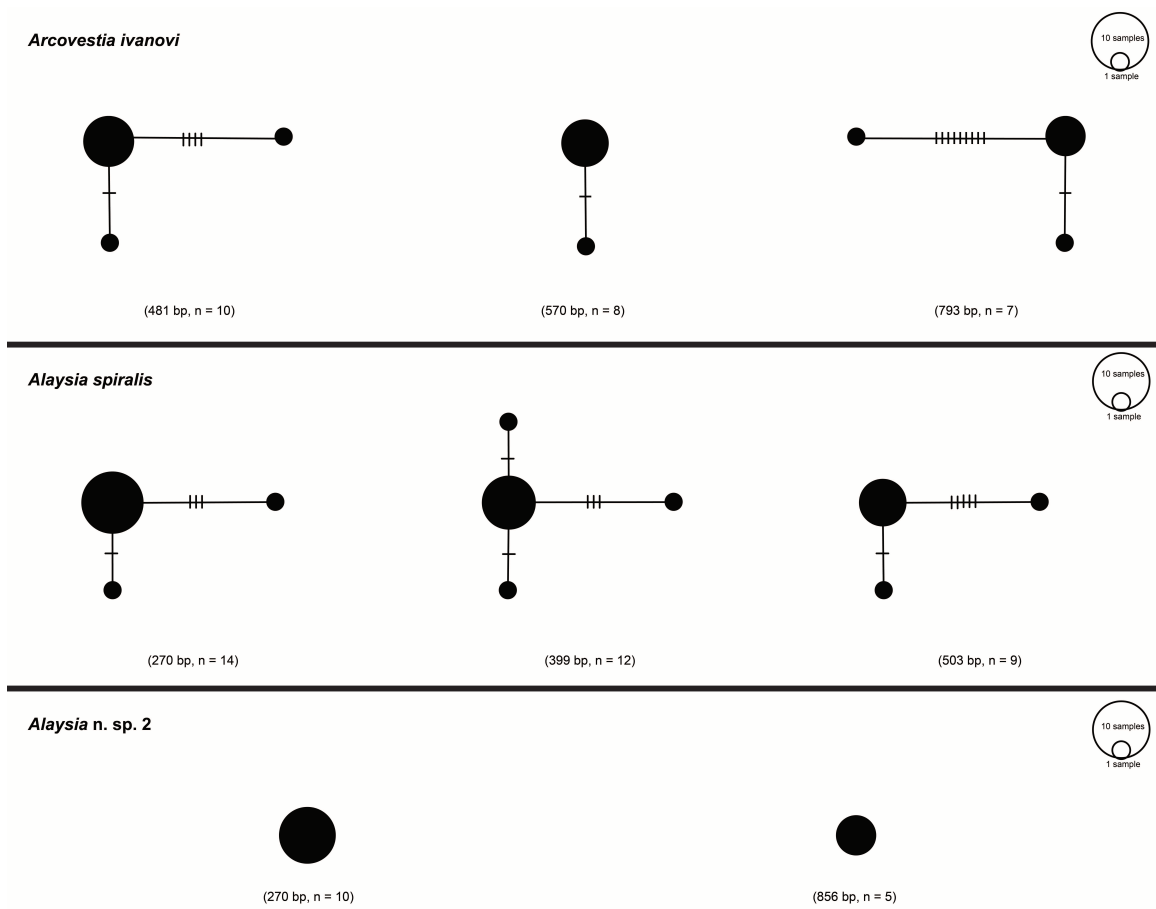 Arcovestia ivanovi
10 samples
1 sample
(481 bp, n = 10)
(570 bp, n = 8)
(793 bp, n = 7)
Alaysia spiralis
10 samples
1 sample
(270 bp, n = 14)
(399 bp, n = 12)
(503 bp, n = 9)
Alaysia n. sp. 2
10 samples
1 sample
(270 bp, n = 10)
(856 bp, n = 5)